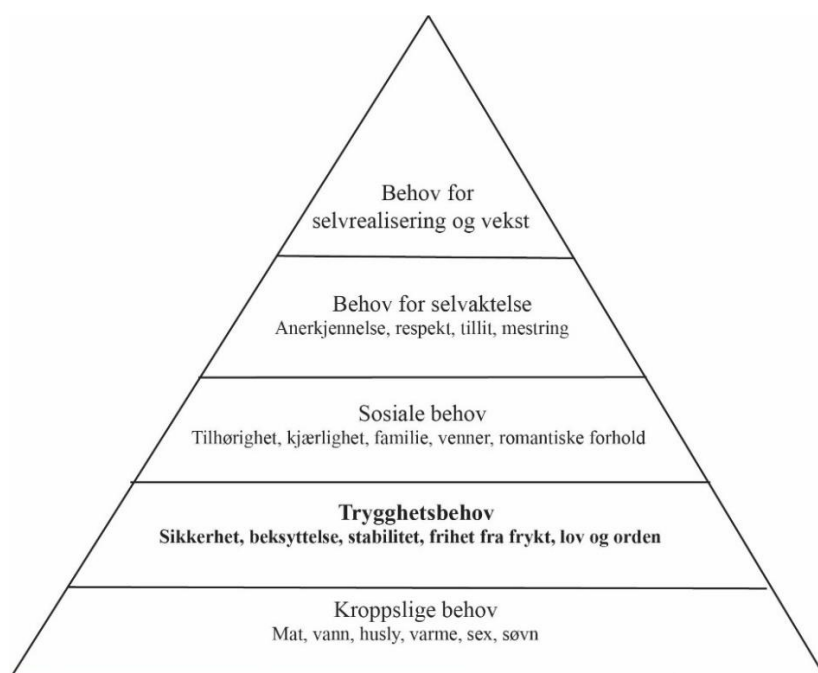 Behov for
selvrealisering og vekst
Behov for selvaktelse
Anerkjennelse, respekt, tillit, mestring
Sosiale behov
Tilhørighet, kjærlighet, familie, venner, romantiske forhold
Trygghetsbehov
Sikkerhet, beksyttelse, stabilitet, frihet fra frykt, lov og orden
Kroppslige behov
Mat, vann, husly, varme, sex, søvn